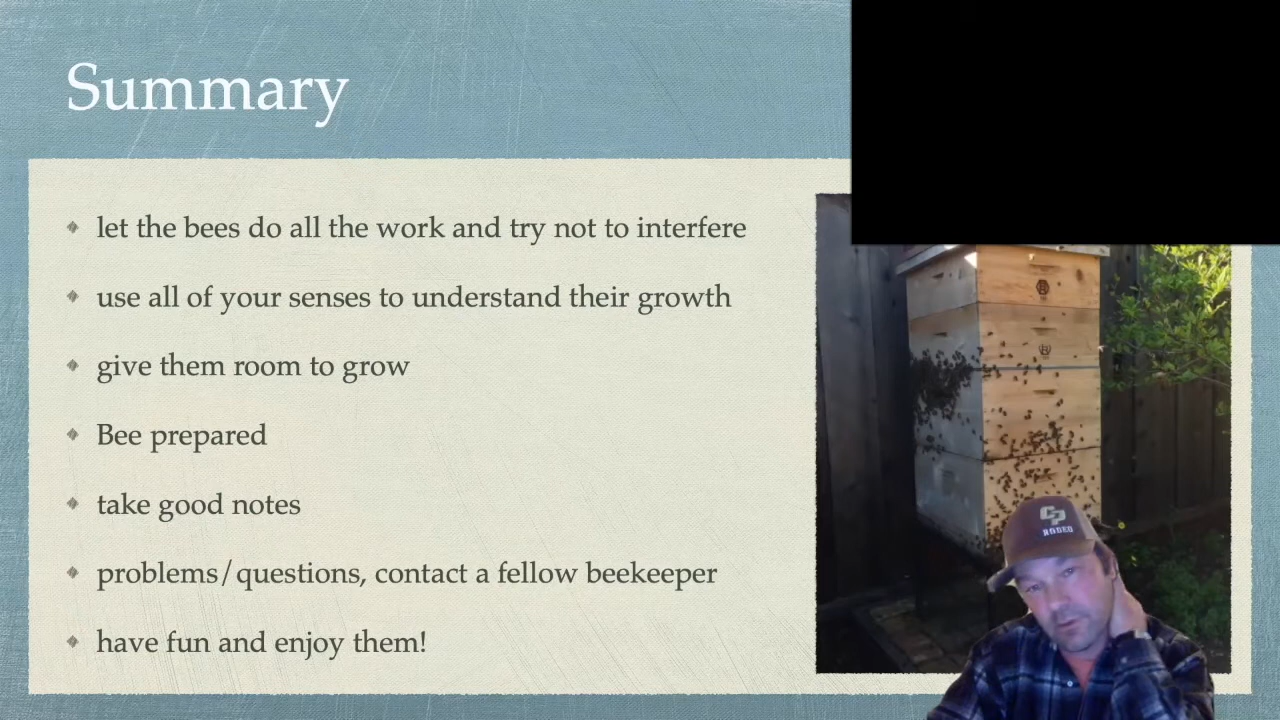 Summary
let the bees do all the work and try not to interfere
use all of your senses to understand their growth
give them room to grow
Bee prepared
take good notes
problems/questions, contact a fellow beekeeper
have fun and enjoy them!
CP
RODEO